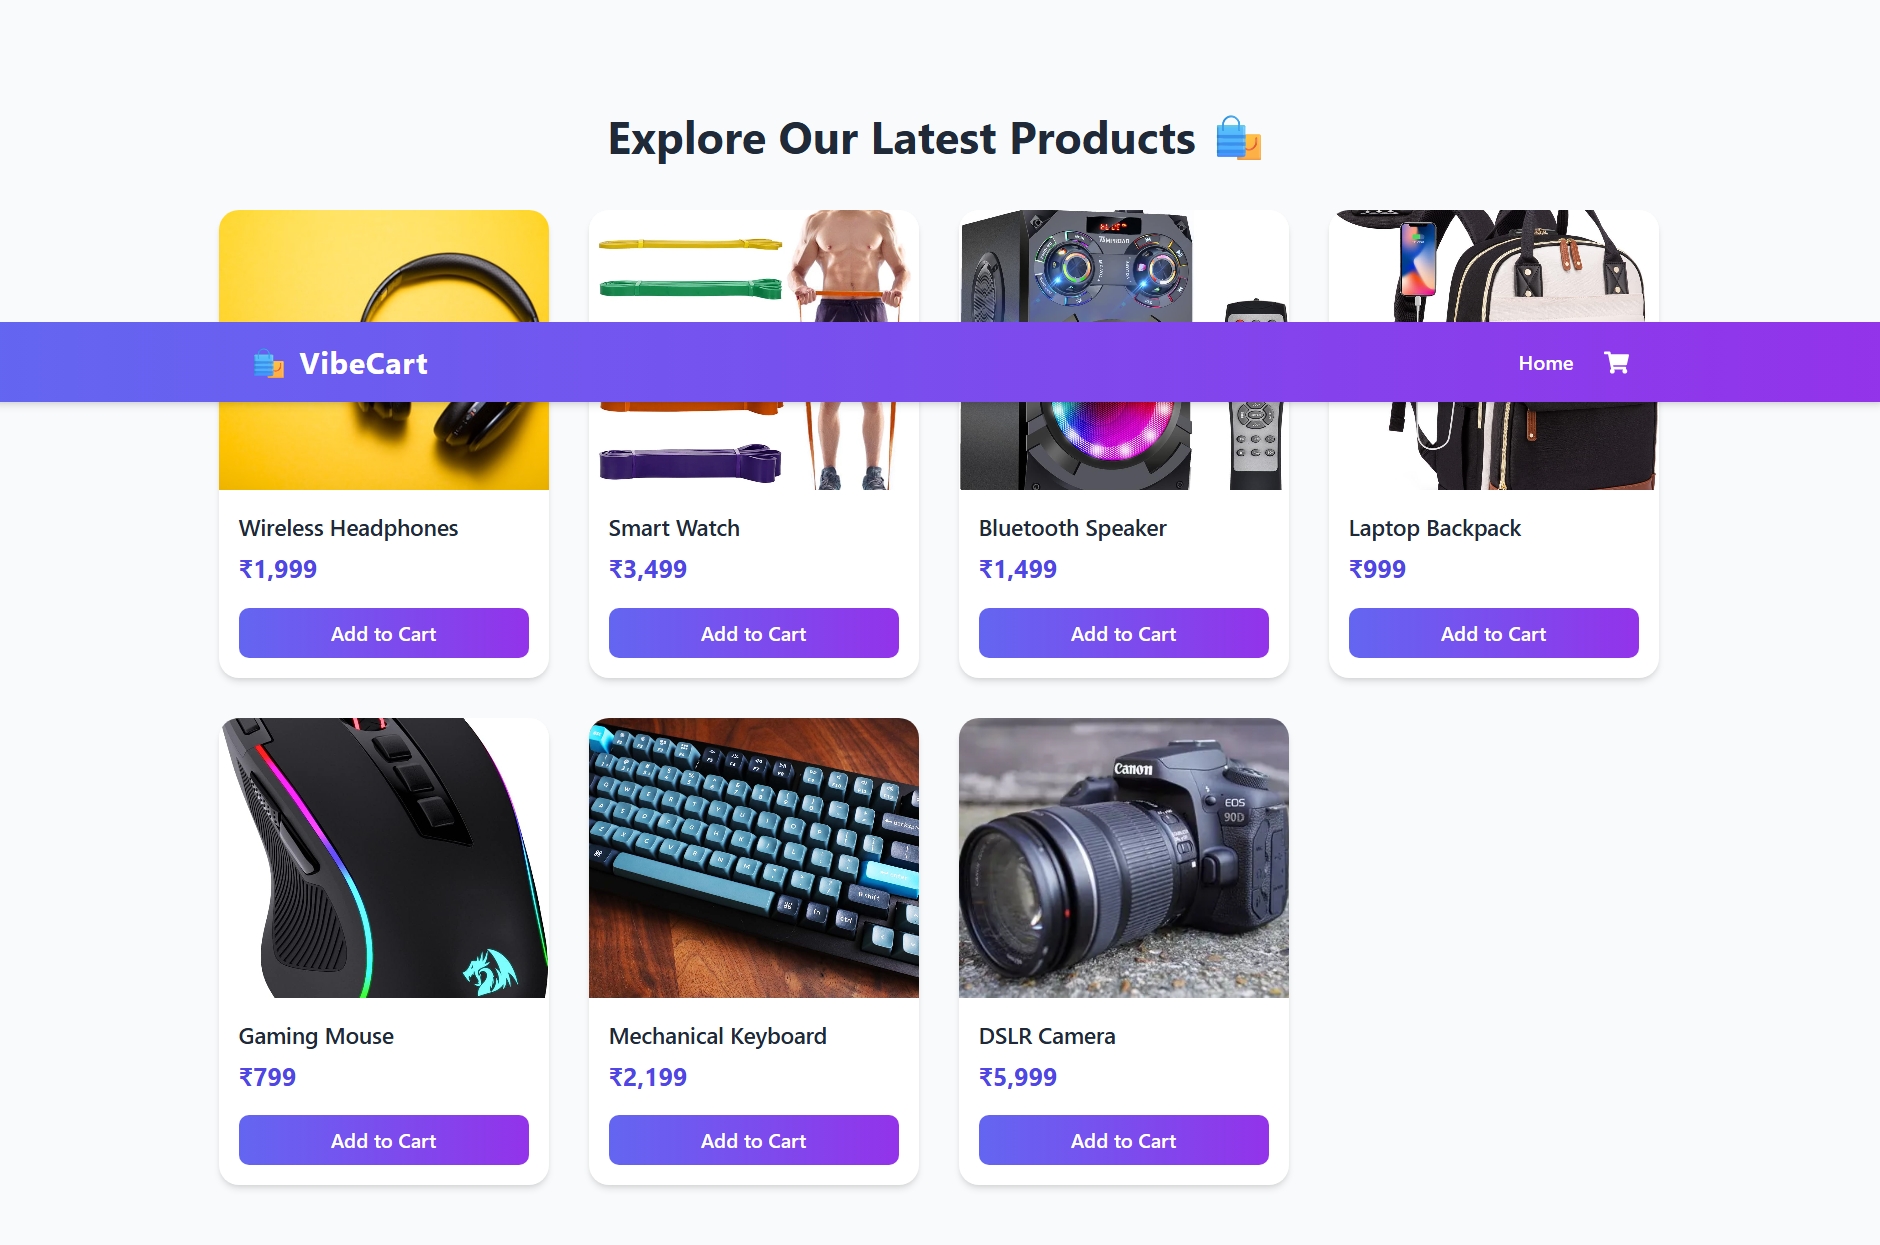 Explore Our Latest Products
VibeCart
Home
Wireless Headphones
₹1,999
Add to Cart
Smart Watch
₹3,499
Add to Cart
Bluetooth Speaker
₹1,499
Add to Cart
Laptop Backpack
₹999
Add to Cart
Canon
EOS
90D
Gaming Mouse
₹799
Add to Cart
Mechanical Keyboard
₹2,199
Add to Cart
DSLR Camera
₹5,999
Add to Cart